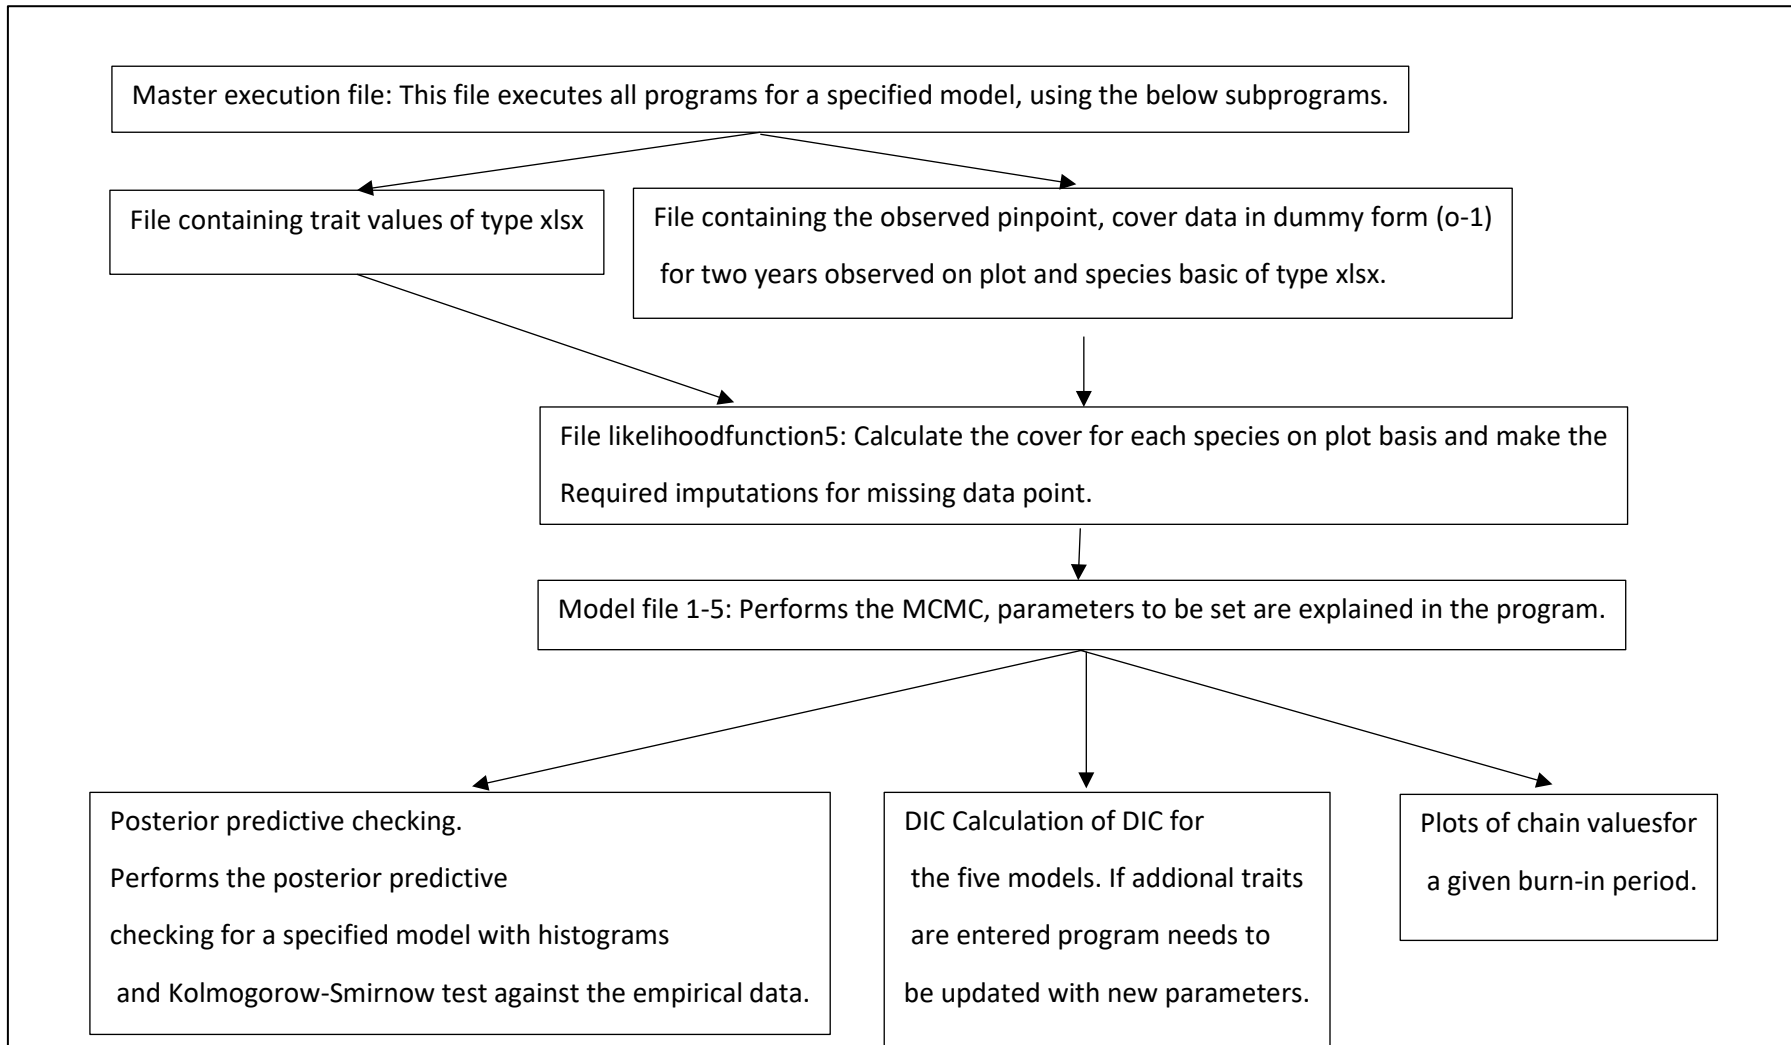 Master execution file: This file executes all programs for a specified model, using the below subprograms.
File containing trait values of type xlsx
File containing the observed pinpoint, cover data in dummy form (o-1)
for two years observed on plot and species basic of type xlsx.
File likelihoodfunction5: Calculate the cover for each species on plot basis and make the
Required imputations for missing data point.
Model file 1-5: Performs the MCMC, parameters to be set are explained in the program.
Posterior predictive checking.
Performs the posterior predictive
checking for a specified model with histograms
and Kolmogorow-Smirnow test against the empirical data.
DIC Calculation of DIC for
the five models. If addional traits
are entered program needs to
be updated with new parameters.
Plots of chain valuesfor
a given burn-in period.